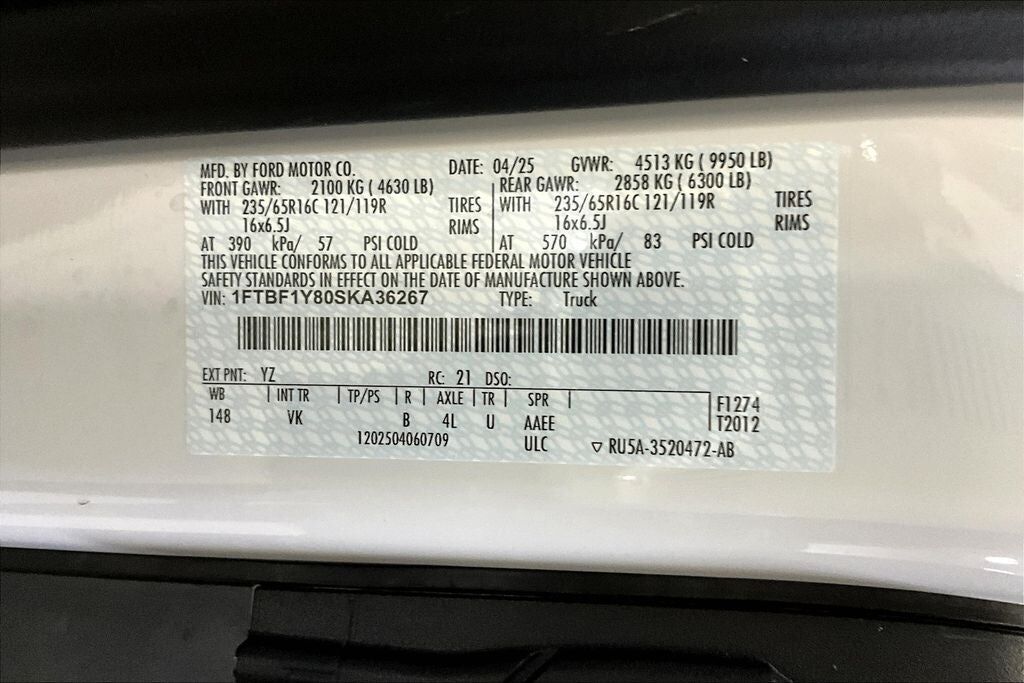 MFD. BY FORD MOTOR CO. DATE: 04/25 GVWR: 4513 KG ( 9950 LB)
FRONT GAWR: 2100 KG ( 4630 LB) REAR GAWR: 2858 KG ( 6300 LB)
WITH 235/65R16C 121/119R TIRES WITH 235/65R16C 121/119R TIRES
16x6.5J RIMS 16x6.5J RIMS
AT 390 kPa/ 57 PSI COLD AT 570 kPa/ 83 PSI COLD
THIS VEHICLE CONFORMS TO ALL APPLICABLE FEDERAL MOTOR VEHICLE
SAFETY STANDARDS IN EFFECT ON THE DATE OF MANUFACTURE SHOWN ABOVE.
VIN: 1FTBF1Y80SKA36267 TYPE: Truck
EXT PNT: YZ RC: 21 DSO:
WB INT TR TP/PS R AXLE TR SPR F1274
148 VK B 4L U AAEE T2012
1202504060709 ULC ▽ RU5A-3520472-AB